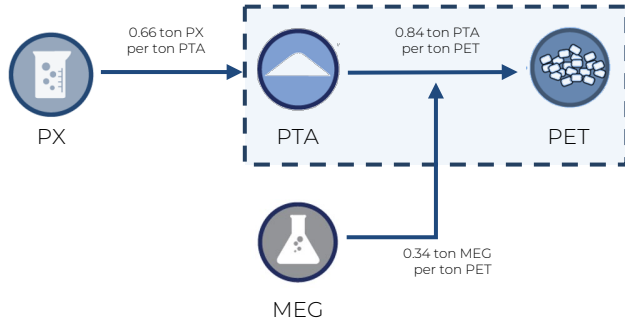 0.66 ton PX
per ton PTA
0.84 ton PTA
per ton PET
PX
PTA
PET
0.34 ton MEG
per ton PET
MEG